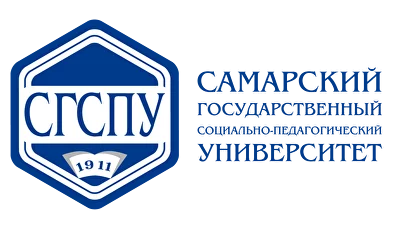 СГСПУ
1911
САМАРСКИЙ
ГОСУДАРСТВЕННЫЙ
СОЦИАЛЬНО-ПЕДАГОГИЧЕСКИЙ
УНИВЕРСИТЕТ